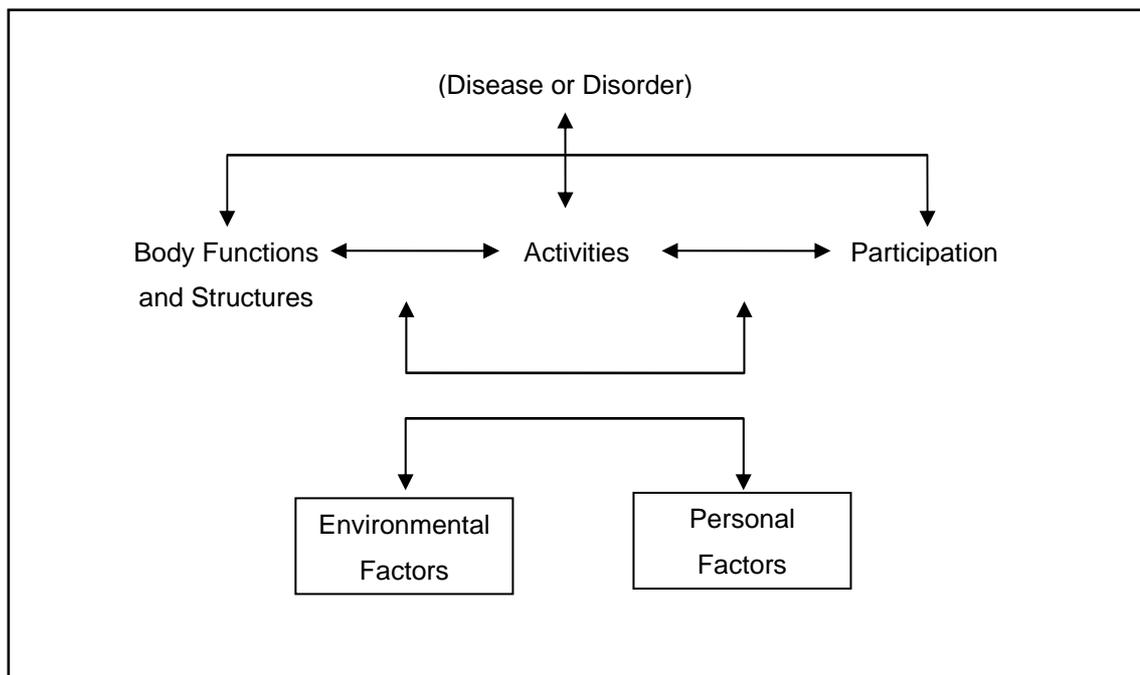 (Disease or Disorder)
Body Functions
and Structures
Activities
Participation
Environmental
Factors
Personal
Factors